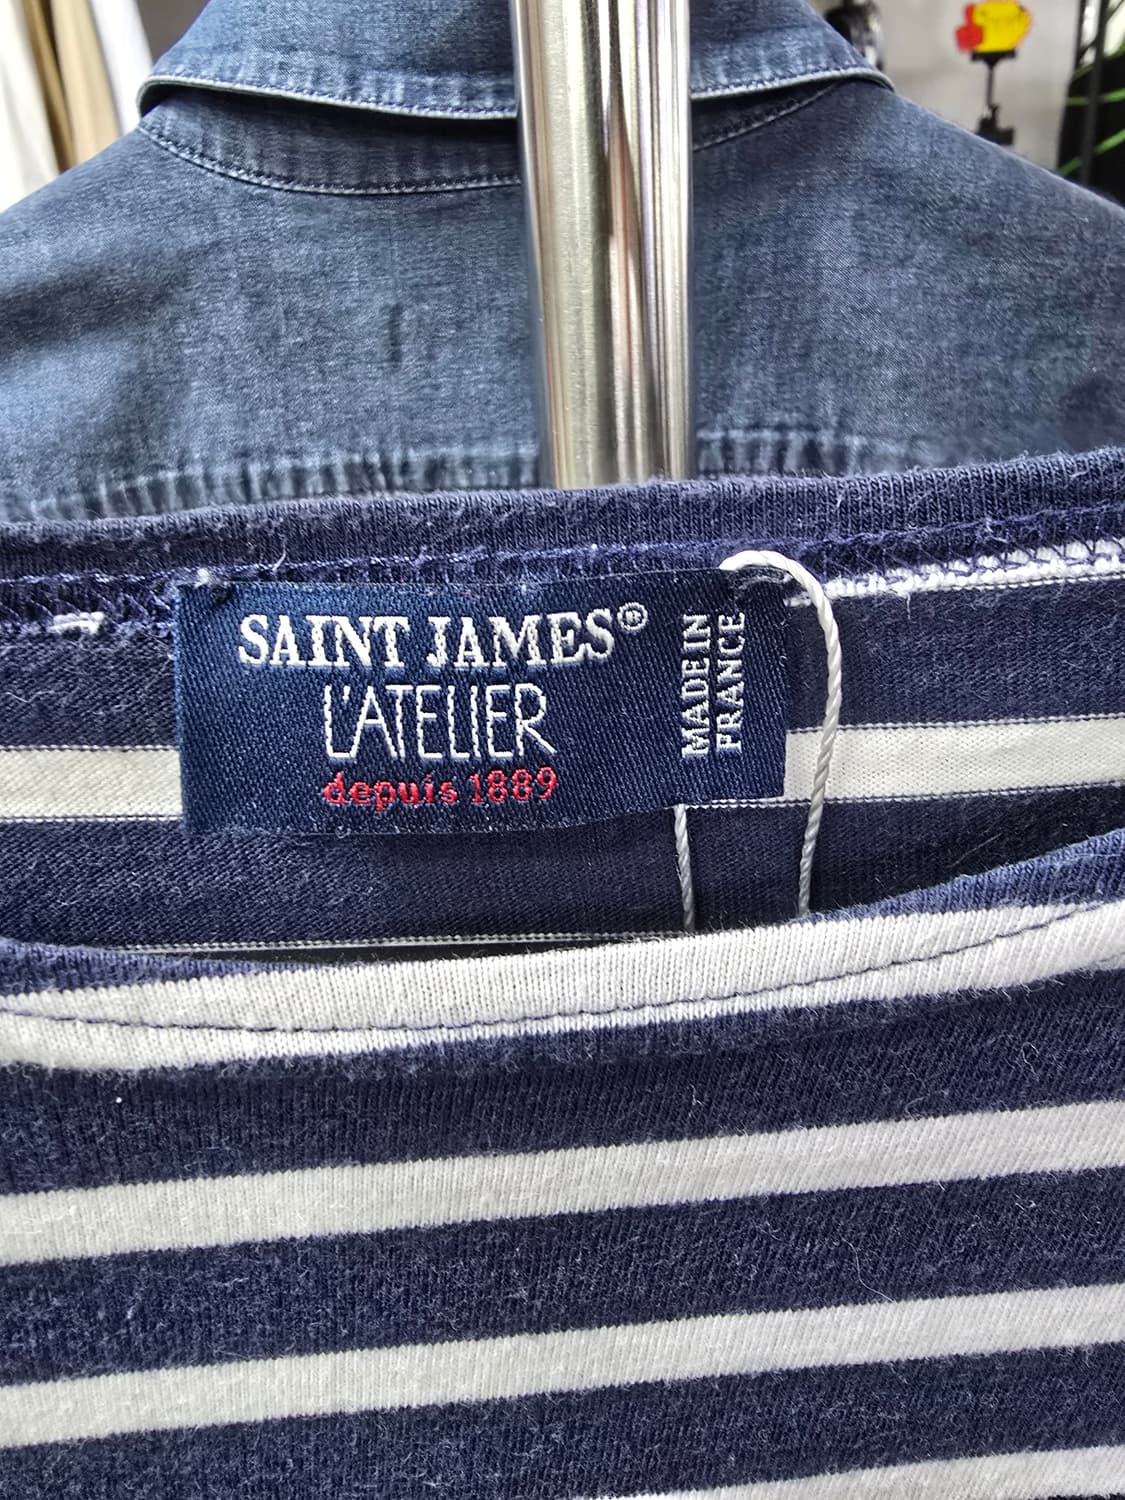 SAINT JAMES®
L'ATELIER
depuis 1889
MADE IN
FRANCE